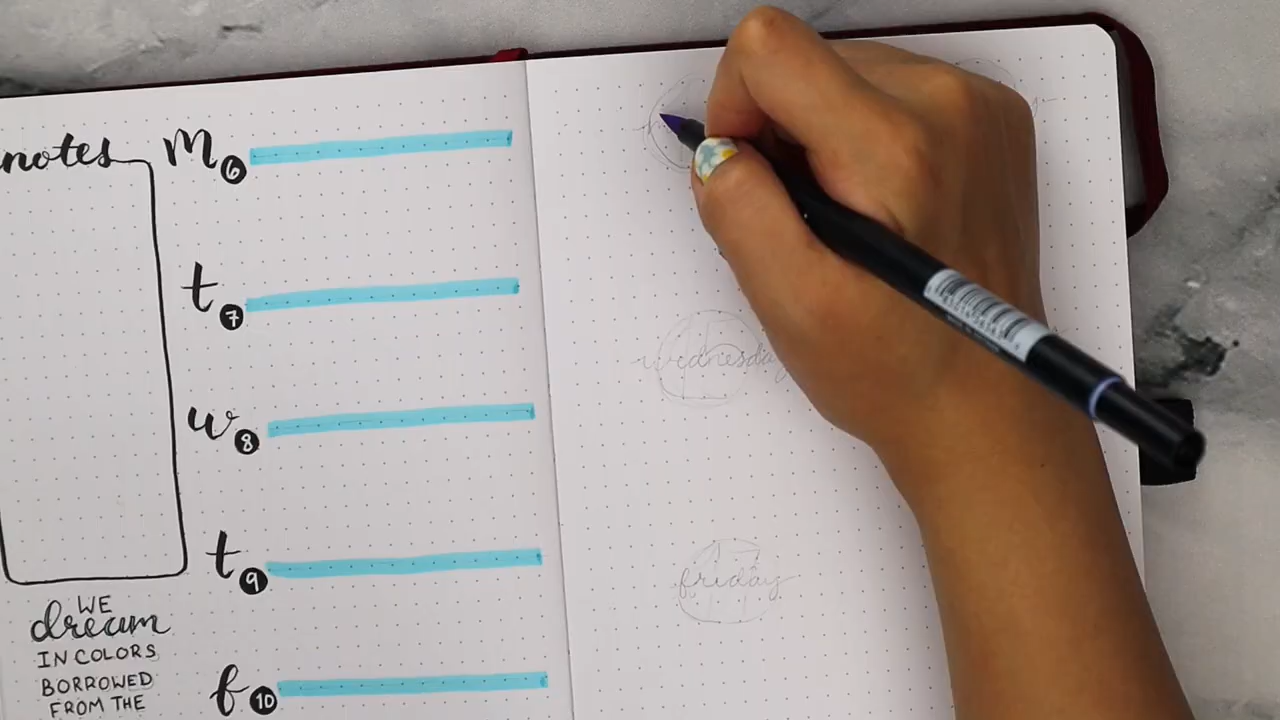 notes
m 6
t 7
w 8
t 9
f 10
WE
dream
IN COLORS
BORROWED
FROM THE
wednesday
friday